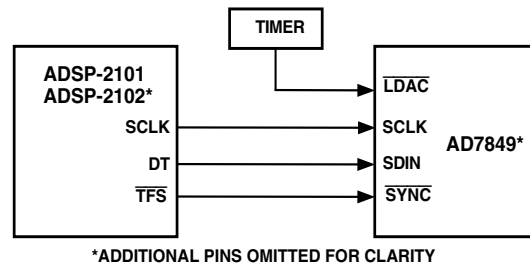 TIMER
ADSP-2101
ADSP-2102*
SCLK
DT
TFS
LDAC
SCLK
SDIN
SYNC
AD7849*
*ADDITIONAL PINS OMITTED FOR CLARITY